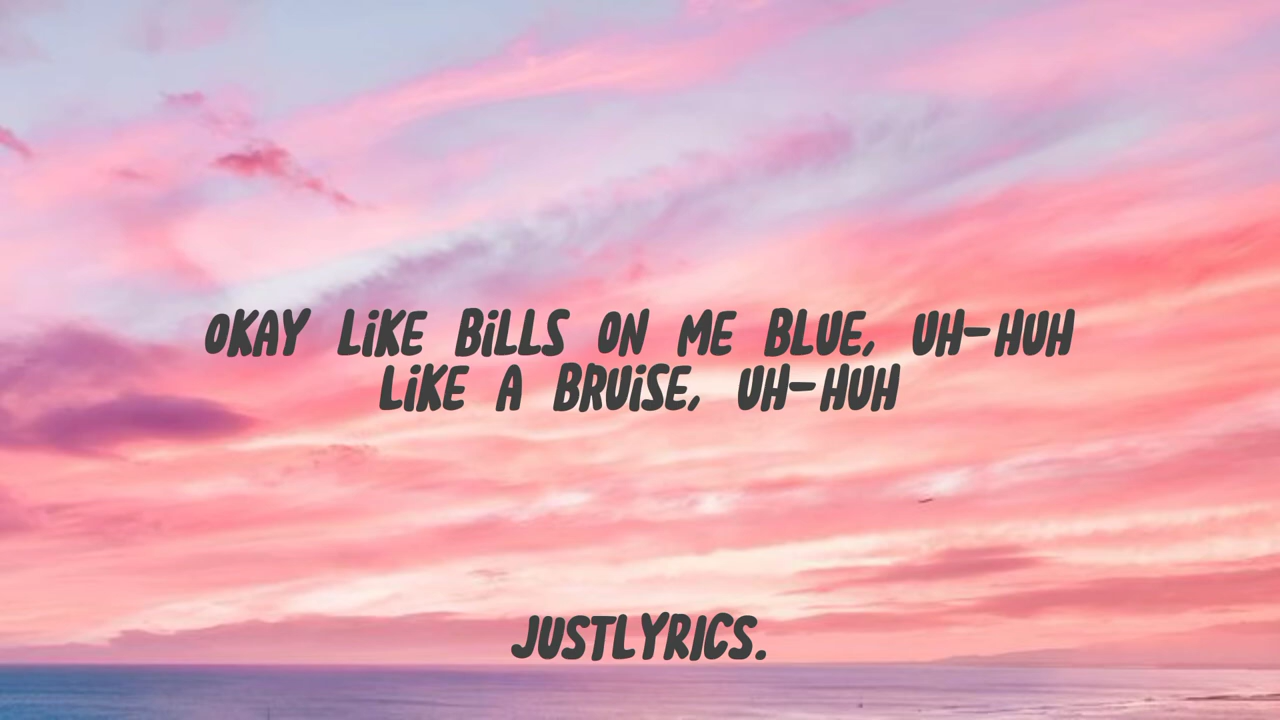 OKAY LIKE BILLS ON ME BLUE, UH-HUH
LIKE A BRUISE, UH-HUH
JUSTLYRICS.